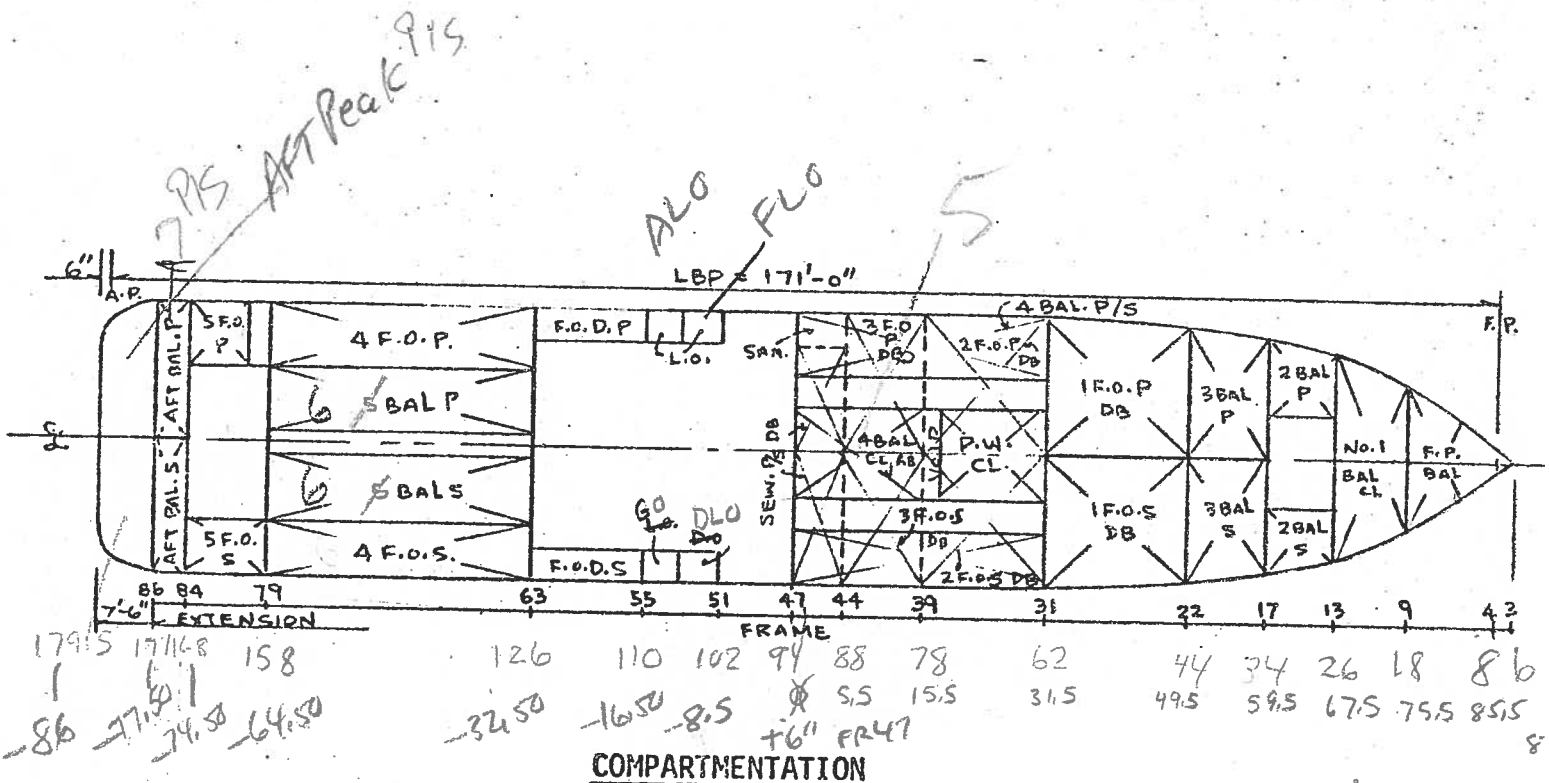 P/S
AFT Peak
P/S
7
ALO
FLO
5
6"
LBP = 171'-0"
A.P.
F.P.
4 BAL. P/S
AFT BAL. P
5 F.O.
P
4 F.O.P.
F.O.D.P
L.O.
SAN.
3 F.O
P
DB
2 F.O.P
DB
1 F.O.P
DB
3 BAL
P
2 BAL
P
6
5 BAL P
4 BAL
CL DB
VOID
P.W.
CL.
No. 1
BAL
CL
F.P.
BAL
AFT BAL. S
6
5 BAL S
SEW. P/S DB
GO
L.O.
DLO
D.O
3 F.O.S
DB
2 F.O.S DB
1 F.O.S
DB
3 BAL
S
2 BAL
S
5 F.O.
S
4 F.O.S.
F.O.D.S
86 84 79 63 55 51 47 44 39 31 22 17 13 9 4 3
7'-6" EXTENSION
FRAME
179.5 171 168 158 126 110 102 94 88 78 62 44 34 26 18 8 6
-86 -77.50 -74.50 -64.50 -32.50 -16.50 -8.5 5.5 15.5 31.5 49.5 59.5 67.5 75.5 85.5
+6" FR47
8
COMPARTMENTATION